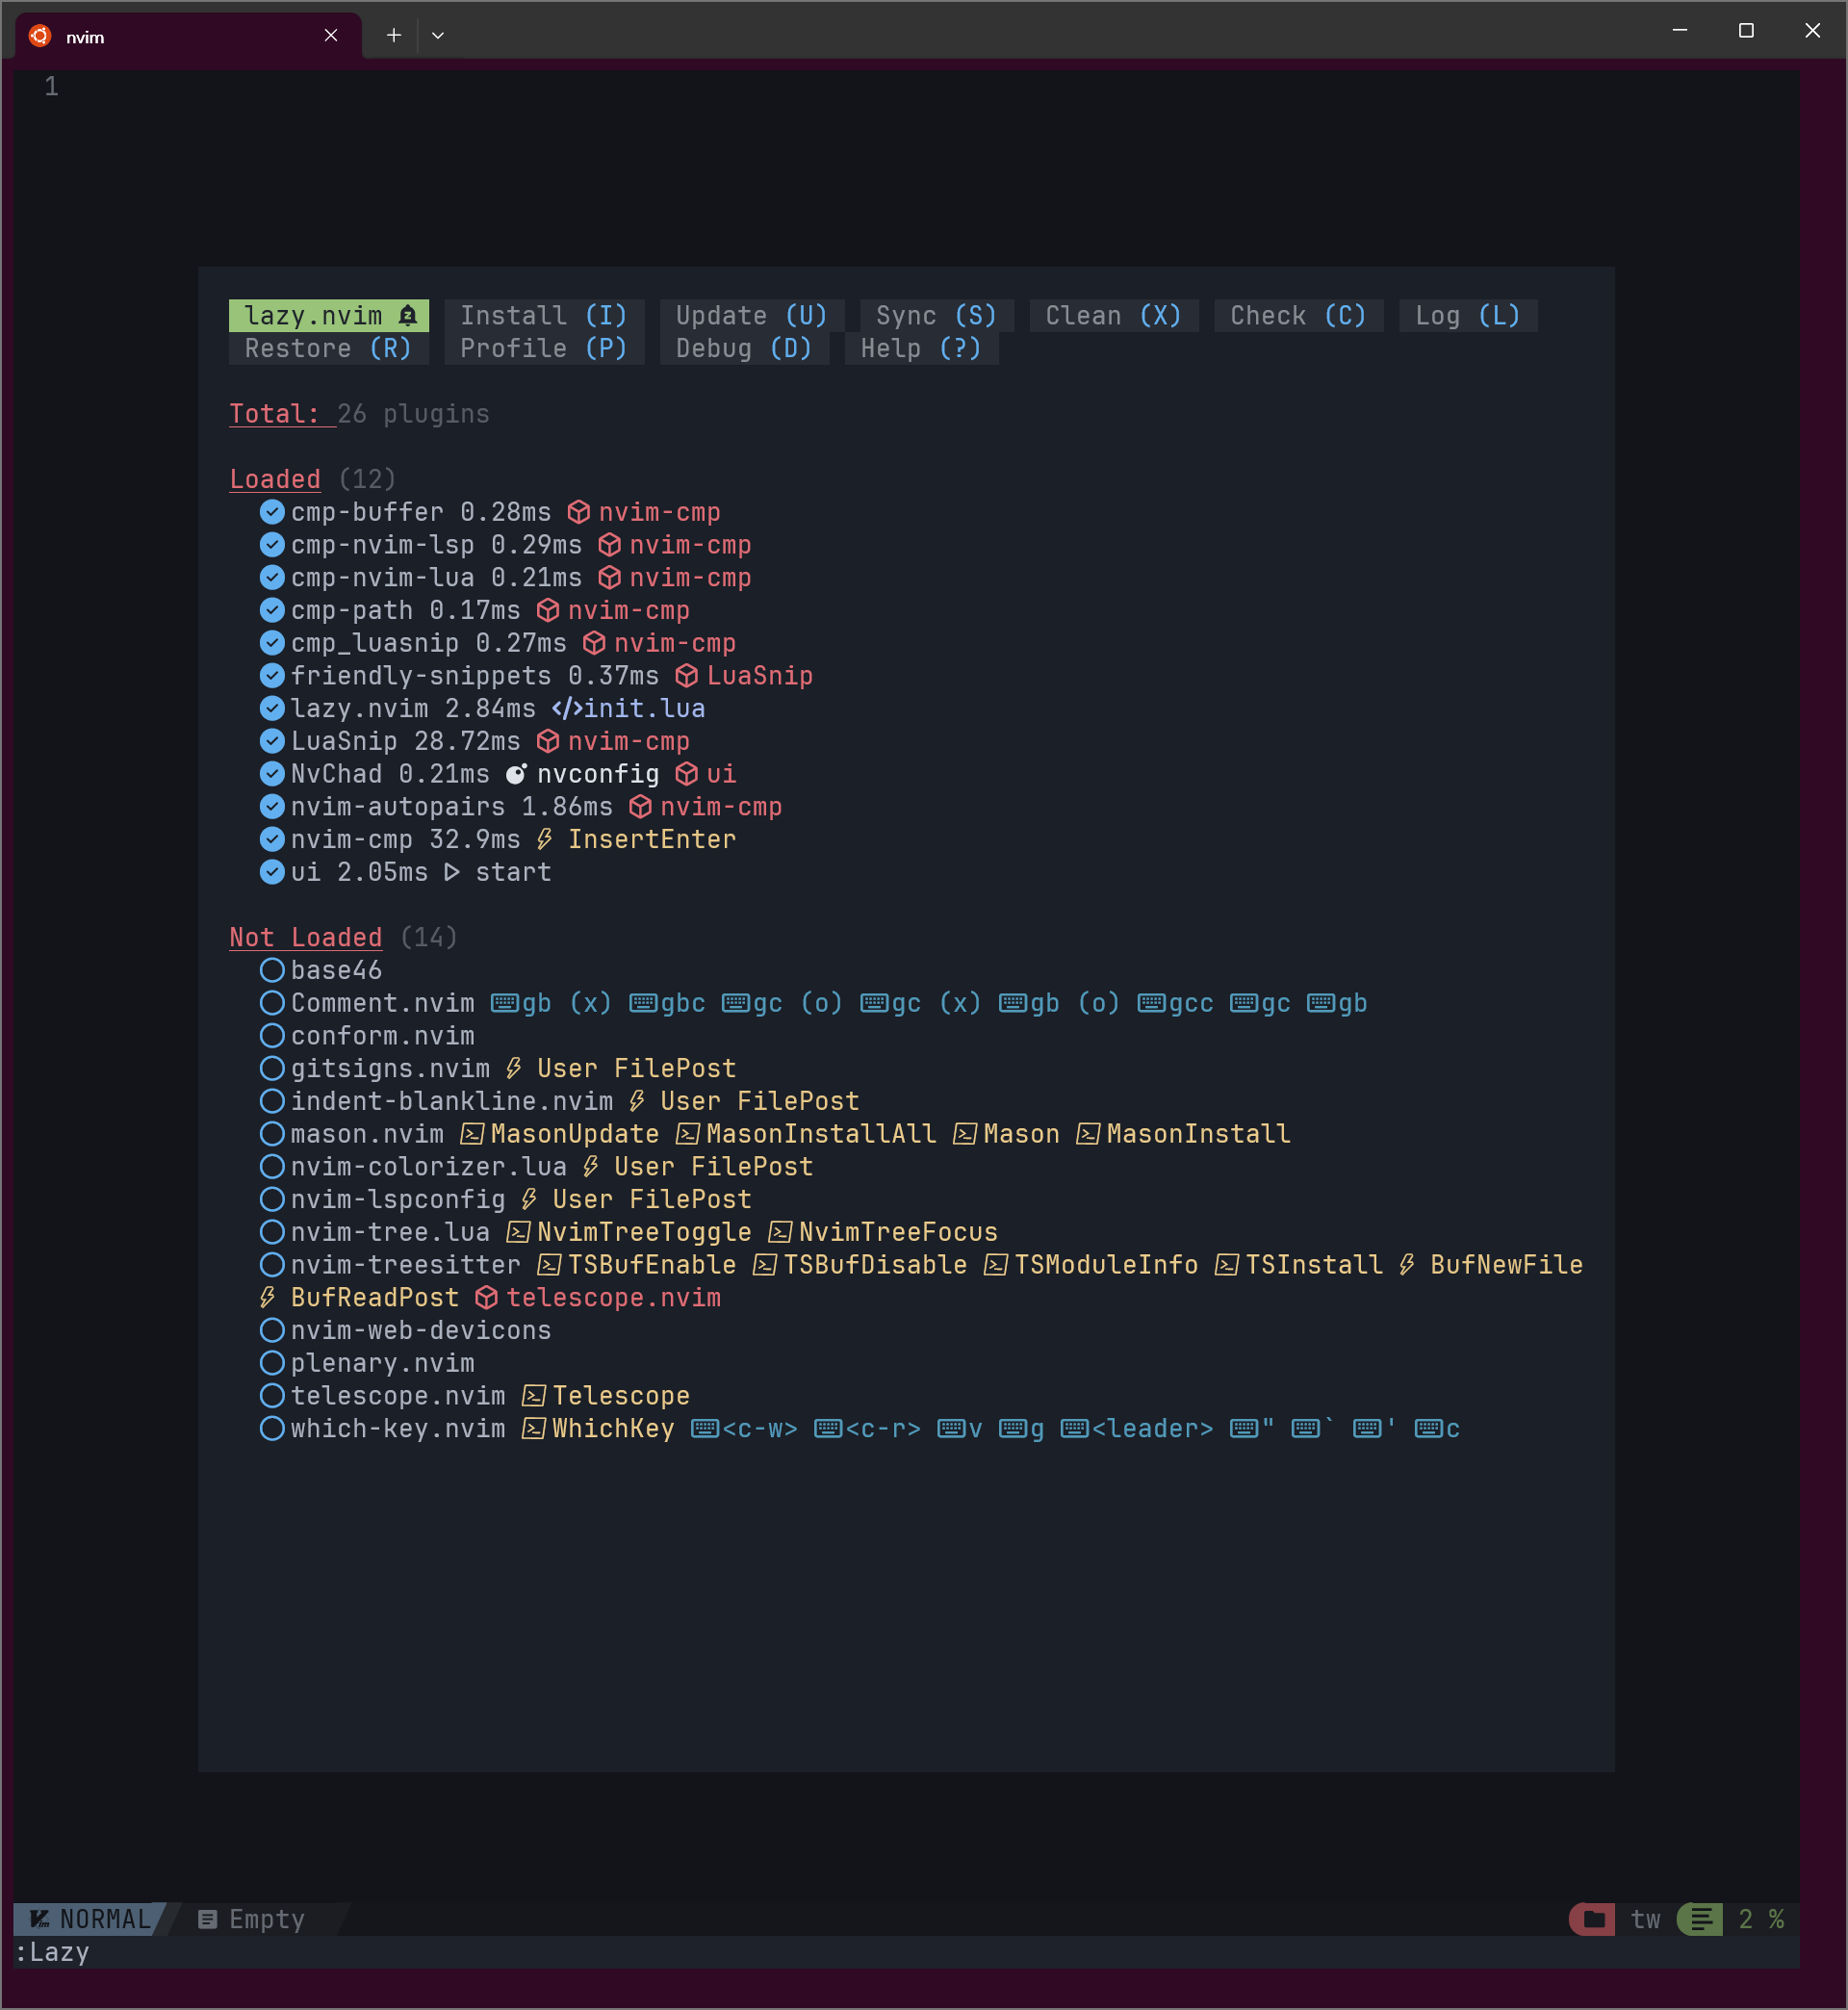 nvim
1
lazy.nvim Install (I) Update (U) Sync (S) Clean (X) Check (C) Log (L)
Restore (R) Profile (P) Debug (D) Help (?)
Total: 26 plugins
Loaded (12)
cmp-buffer 0.28ms nvim-cmp
cmp-nvim-lsp 0.29ms nvim-cmp
cmp-nvim-lua 0.21ms nvim-cmp
cmp-path 0.17ms nvim-cmp
cmp_luasnip 0.27ms nvim-cmp
friendly-snippets 0.37ms LuaSnip
lazy.nvim 2.84ms </>init.lua
LuaSnip 28.72ms nvim-cmp
NvChad 0.21ms nvconfig ui
nvim-autopairs 1.86ms nvim-cmp
nvim-cmp 32.9ms InsertEnter
ui 2.05ms start
Not Loaded (14)
base46
Comment.nvim gb (x) gbc gc (o) gc (x) gb (o) gcc gc gb
conform.nvim
gitsigns.nvim User FilePost
indent-blankline.nvim User FilePost
mason.nvim MasonUpdate MasonInstallAll Mason MasonInstall
nvim-colorizer.lua User FilePost
nvim-lspconfig User FilePost
nvim-tree.lua NvimTreeToggle NvimTreeFocus
nvim-treesitter TSBufEnable TSBufDisable TSModuleInfo TSInstall BufNewFile
BufReadPost telescope.nvim
nvim-web-devicons
plenary.nvim
telescope.nvim Telescope
which-key.nvim WhichKey <c-w> <c-r> v g <leader> " ` ' c
NORMAL Empty tw 2 %
:Lazy